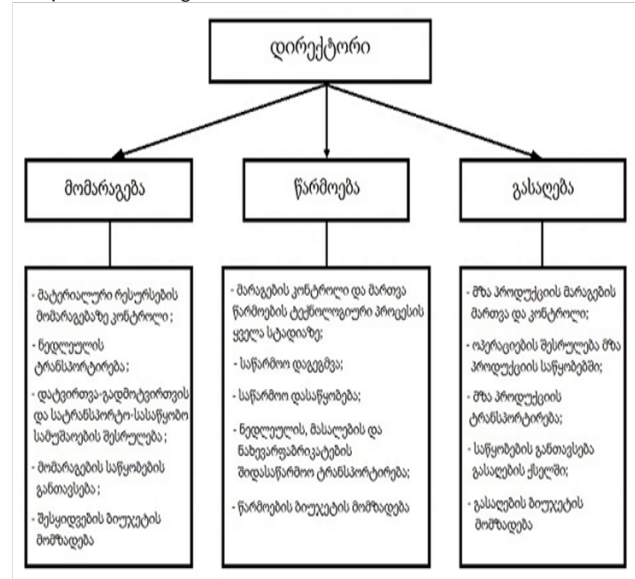 დირექტორი
მომარაგება
წარმოება
გასაღება
- მატერიალური რესურსების
მომარაგებაზე კონტროლი;
- ნედლეულის
ტრანსპორტირება;
- დატვირთვა-გადმოტვირთვის
და სატრანსპორტო-სასაწყობო
სამუშაოების შესრულება;
- მომარაგების საწყობების
განთავსება;
- შესყიდვების ბიუჯეტის
მომზადება
- მარაგების კონტროლი და მართვა
წარმოების ტექნოლოგიური პროცესის
ყველა სტადიაზე;
- საწარმოო დაგეგმვა;
- საწარმოო დასაწყობება;
- ნედლეულის, მასალების და
ნახევარფაბრიკატების
შიდასაწარმოო ტრანსპორტირება;
- წარმოების ბიუჯეტის მომზადება
- მზა პროდუქციის მარაგების
მართვა და კონტროლი;
- ოპერაციების შესრულება მზა
პროდუქციის საწყობებში;
- მზა პროდუქციის
ტრანსპორტირება;
- საწყობების განთავსება
გასაღების ქსელში;
- გასაღების ბიუჯეტის
მომზადება